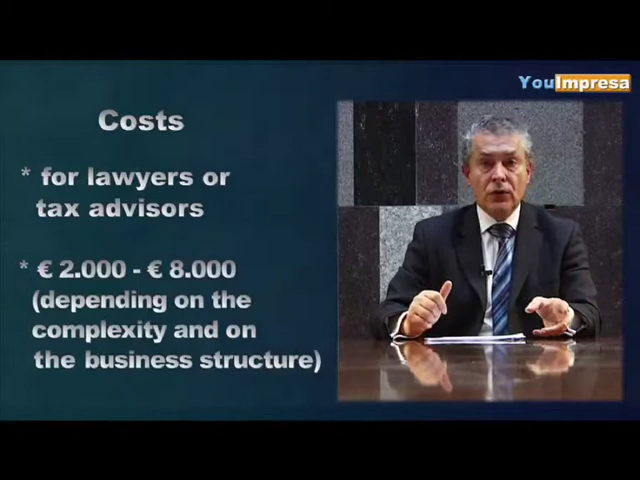 YouImpresa
Costs
* for lawyers or
tax advisors
* € 2.000 - € 8.000
(depending on the
complexity and on
the business structure)